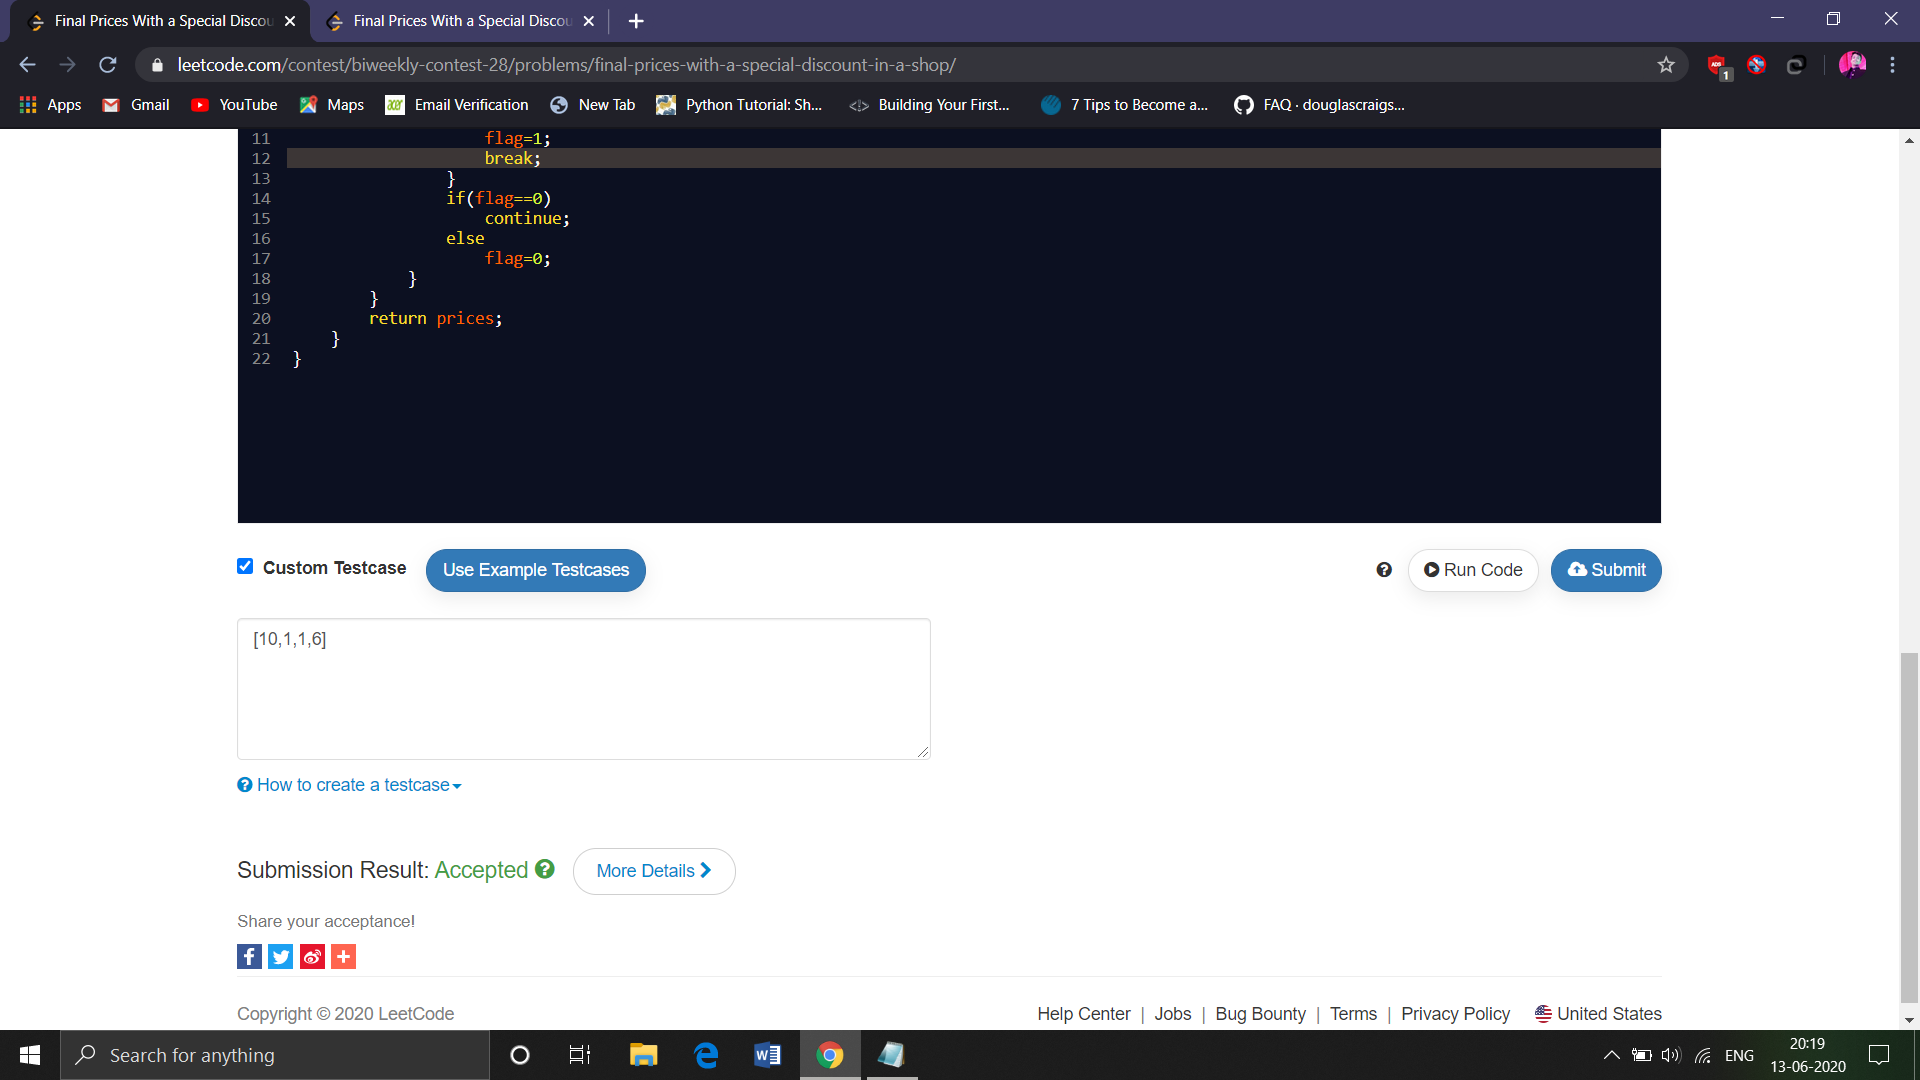 Final Prices With a Special Discou
Final Prices With a Special Discou
leetcode.com/contest/biweekly-contest-28/problems/final-prices-with-a-special-discount-in-a-shop/
ABP
1
Apps
Gmail
YouTube
Maps
acer
Email Verification
New Tab
Python Tutorial: Sh...
Building Your First...
7 Tips to Become a...
FAQ · douglascraigs...
11 flag=1;
12 break;
13 }
14 if(flag==0)
15 continue;
16 else
17 flag=0;
18 }
19 }
20 return prices;
21 }
22 }
Custom Testcase
Use Example Testcases
Run Code
Submit
[10,1,1,6]
How to create a testcase
Submission Result: Accepted
More Details
Share your acceptance!
Copyright © 2020 LeetCode
Help Center | Jobs | Bug Bounty | Terms | Privacy Policy
United States
Search for anything
ENG
20:19
13-06-2020